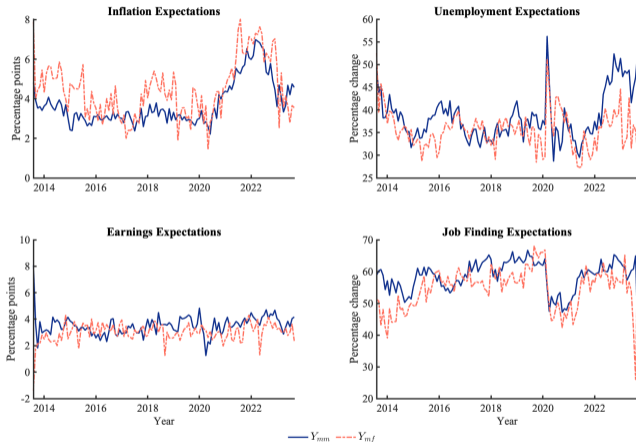 Inflation Expectations
Percentage points
8
6
4
2
0
2014 2016 2018 2020 2022
Unemployment Expectations
Percentage change
60
55
50
45
40
35
30
25
2014 2016 2018 2020 2022
Earnings Expectations
Percentage points
10
8
6
4
2
0
-2
2014 2016 2018 2020 2022
Year
Job Finding Expectations
Percentage change
70
60
50
40
30
20
2014 2016 2018 2020 2022
Year
Ymm Ymf